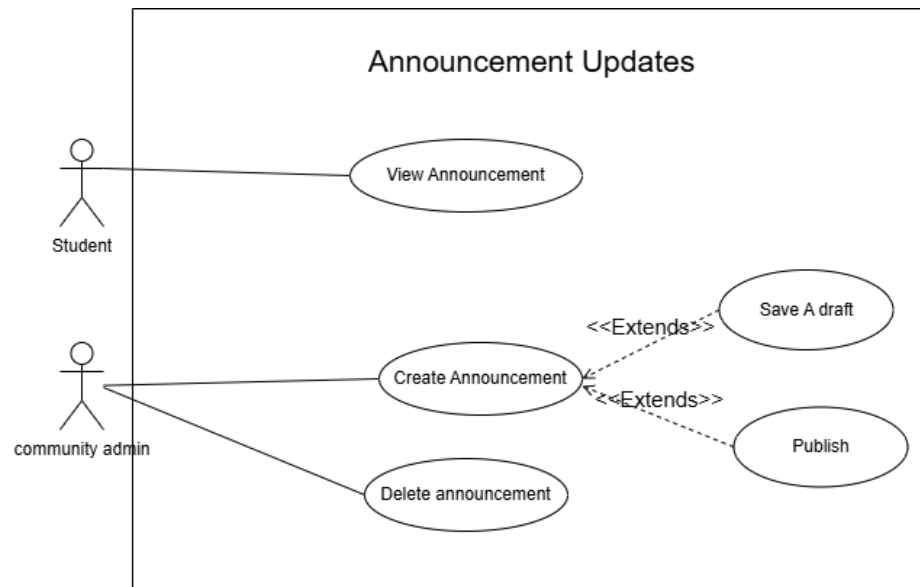 Announcement Updates
View Announcement
Student
Save A draft
<<Extends>>
Create Announcement
<<Extends>>
community admin
Publish
Delete announcement